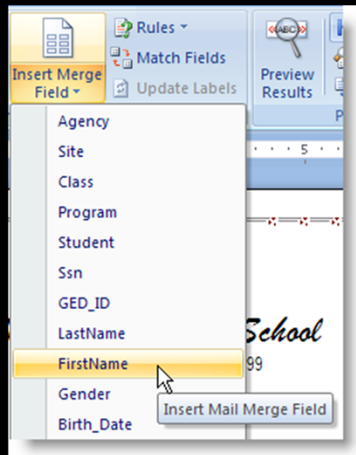 Insert Merge
Field
Rules
Match Fields
Update Labels
«ABC»
Preview
Results
P
5
Agency
Site
Class
Program
Student
Ssn
GED_ID
LastName
FirstName
Gender
Birth_Date
School
99
Insert Mail Merge Field